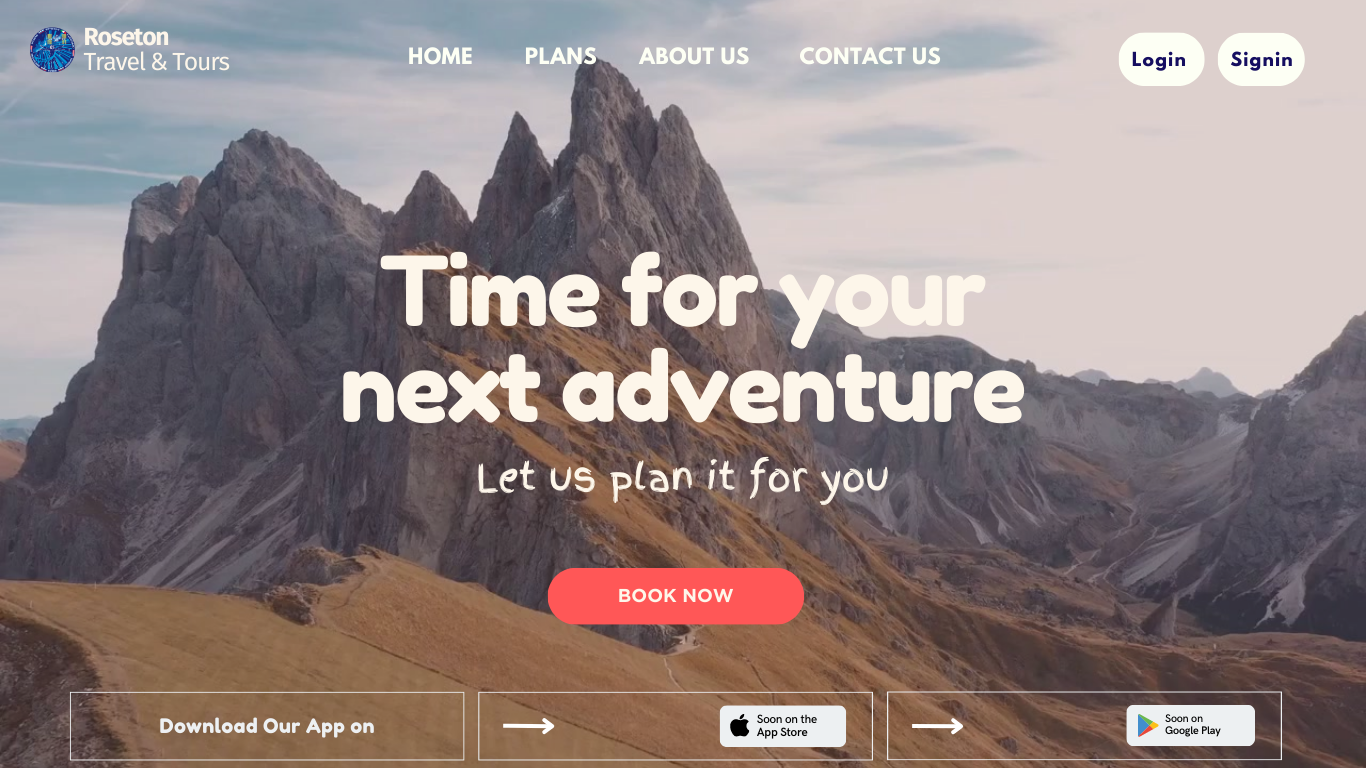 Roseton
Travel & Tours
HOME
PLANS
ABOUT US
CONTACT US
Login
Signin
Time for your
next adventure
Let us plan it for you
BOOK NOW
Download Our App on
Soon on the
App Store
Soon on
Google Play